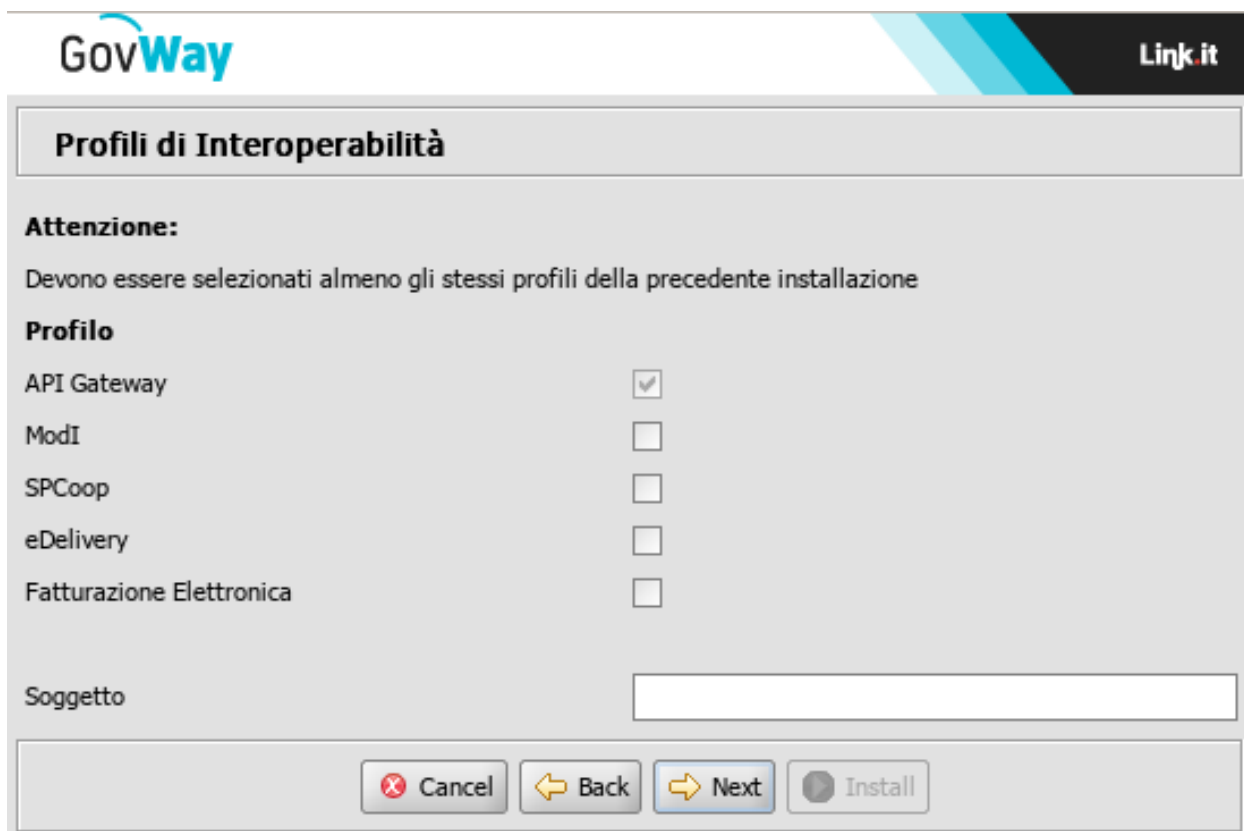 GovWay
Link.it
Profili di Interoperabilità
Attenzione:
Devono essere selezionati almeno gli stessi profili della precedente installazione
Profilo
API Gateway
ModI
SPCoop
eDelivery
Fatturazione Elettronica
Soggetto
Cancel Back Next Install